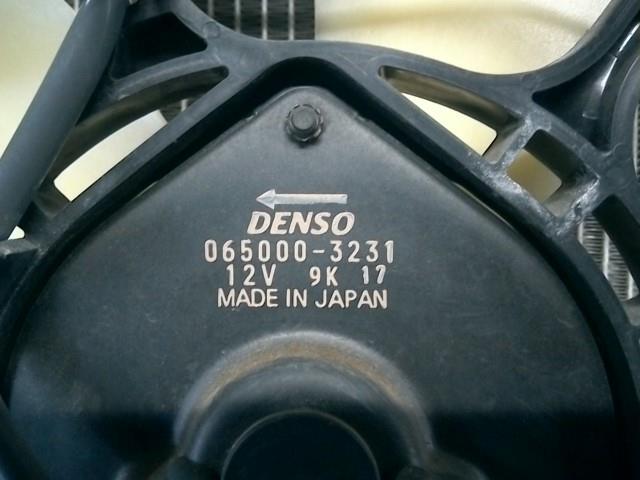 DENSO
065000-3231
12V 9K 17
MADE IN JAPAN